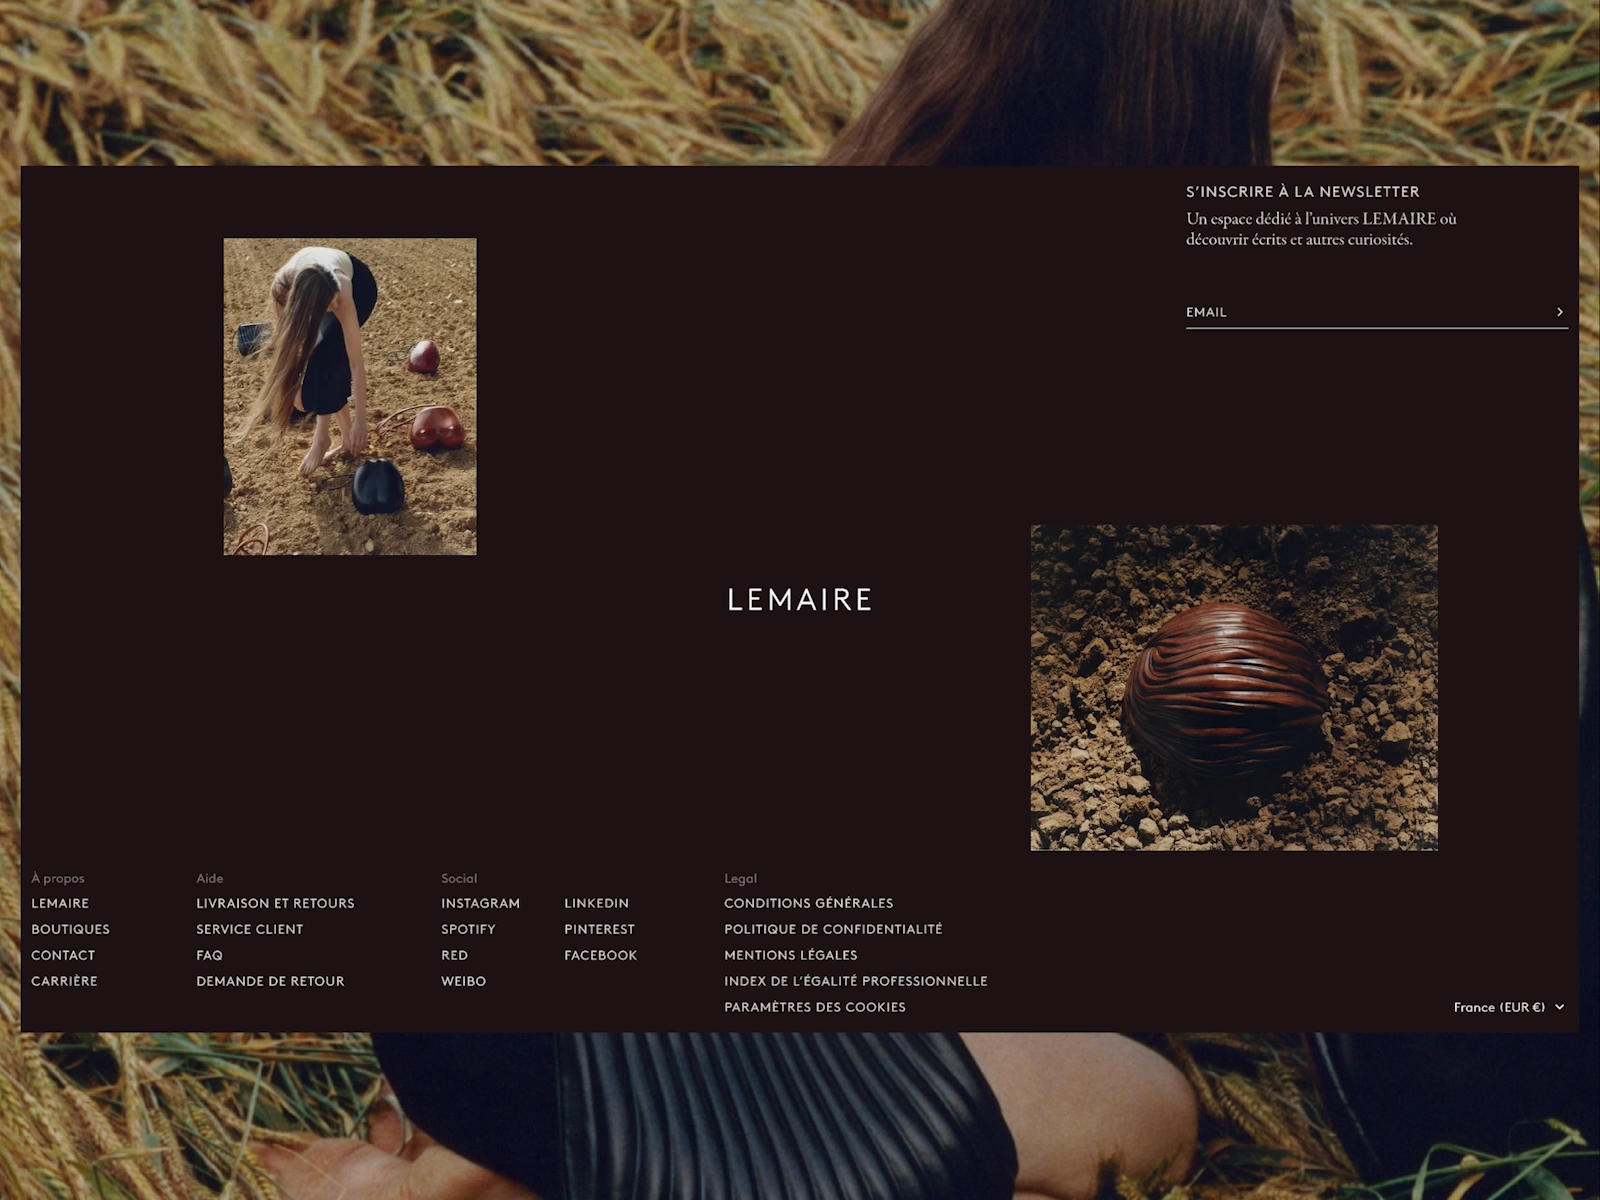 S’INSCRIRE À LA NEWSLETTER
Un espace dédié à l’univers LEMAIRE où
découvrir écrits et autres curiosités.
EMAIL
LEMAIRE
À propos
LEMAIRE
BOUTIQUES
CONTACT
CARRIÈRE
Aide
LIVRAISON ET RETOURS
SERVICE CLIENT
FAQ
DEMANDE DE RETOUR
Social
INSTAGRAM
SPOTIFY
RED
WEIBO
LINKEDIN
PINTEREST
FACEBOOK
Legal
CONDITIONS GÉNÉRALES
POLITIQUE DE CONFIDENTIALITÉ
MENTIONS LÉGALES
INDEX DE L’ÉGALITÉ PROFESSIONNELLE
PARAMÈTRES DES COOKIES
France (EUR €)